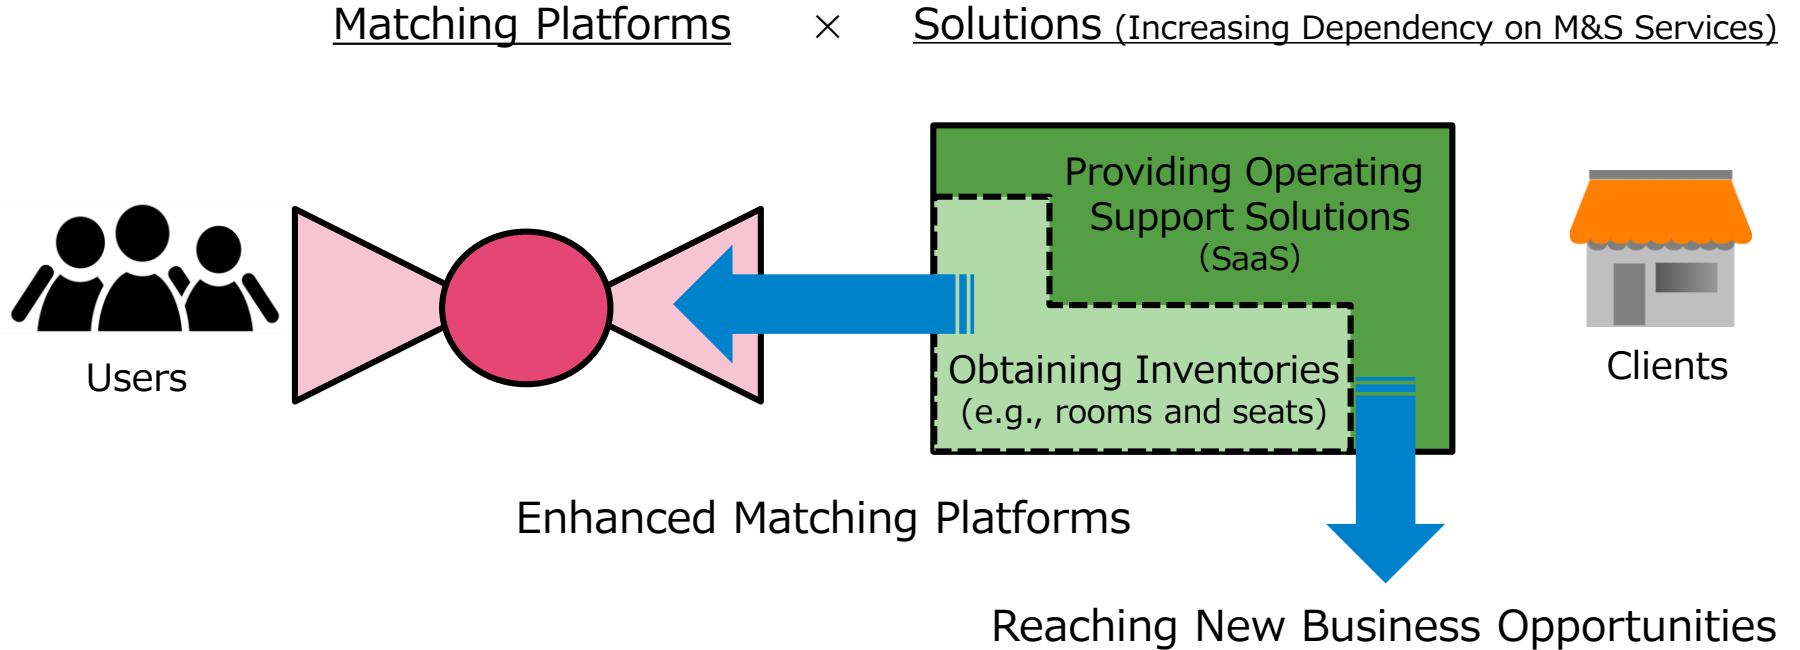 Matching Platforms × Solutions (Increasing Dependency on M&S Services)
Providing Operating
Support Solutions
(SaaS)
Obtaining Inventories
(e.g., rooms and seats)
Users
Clients
Enhanced Matching Platforms
Reaching New Business Opportunities